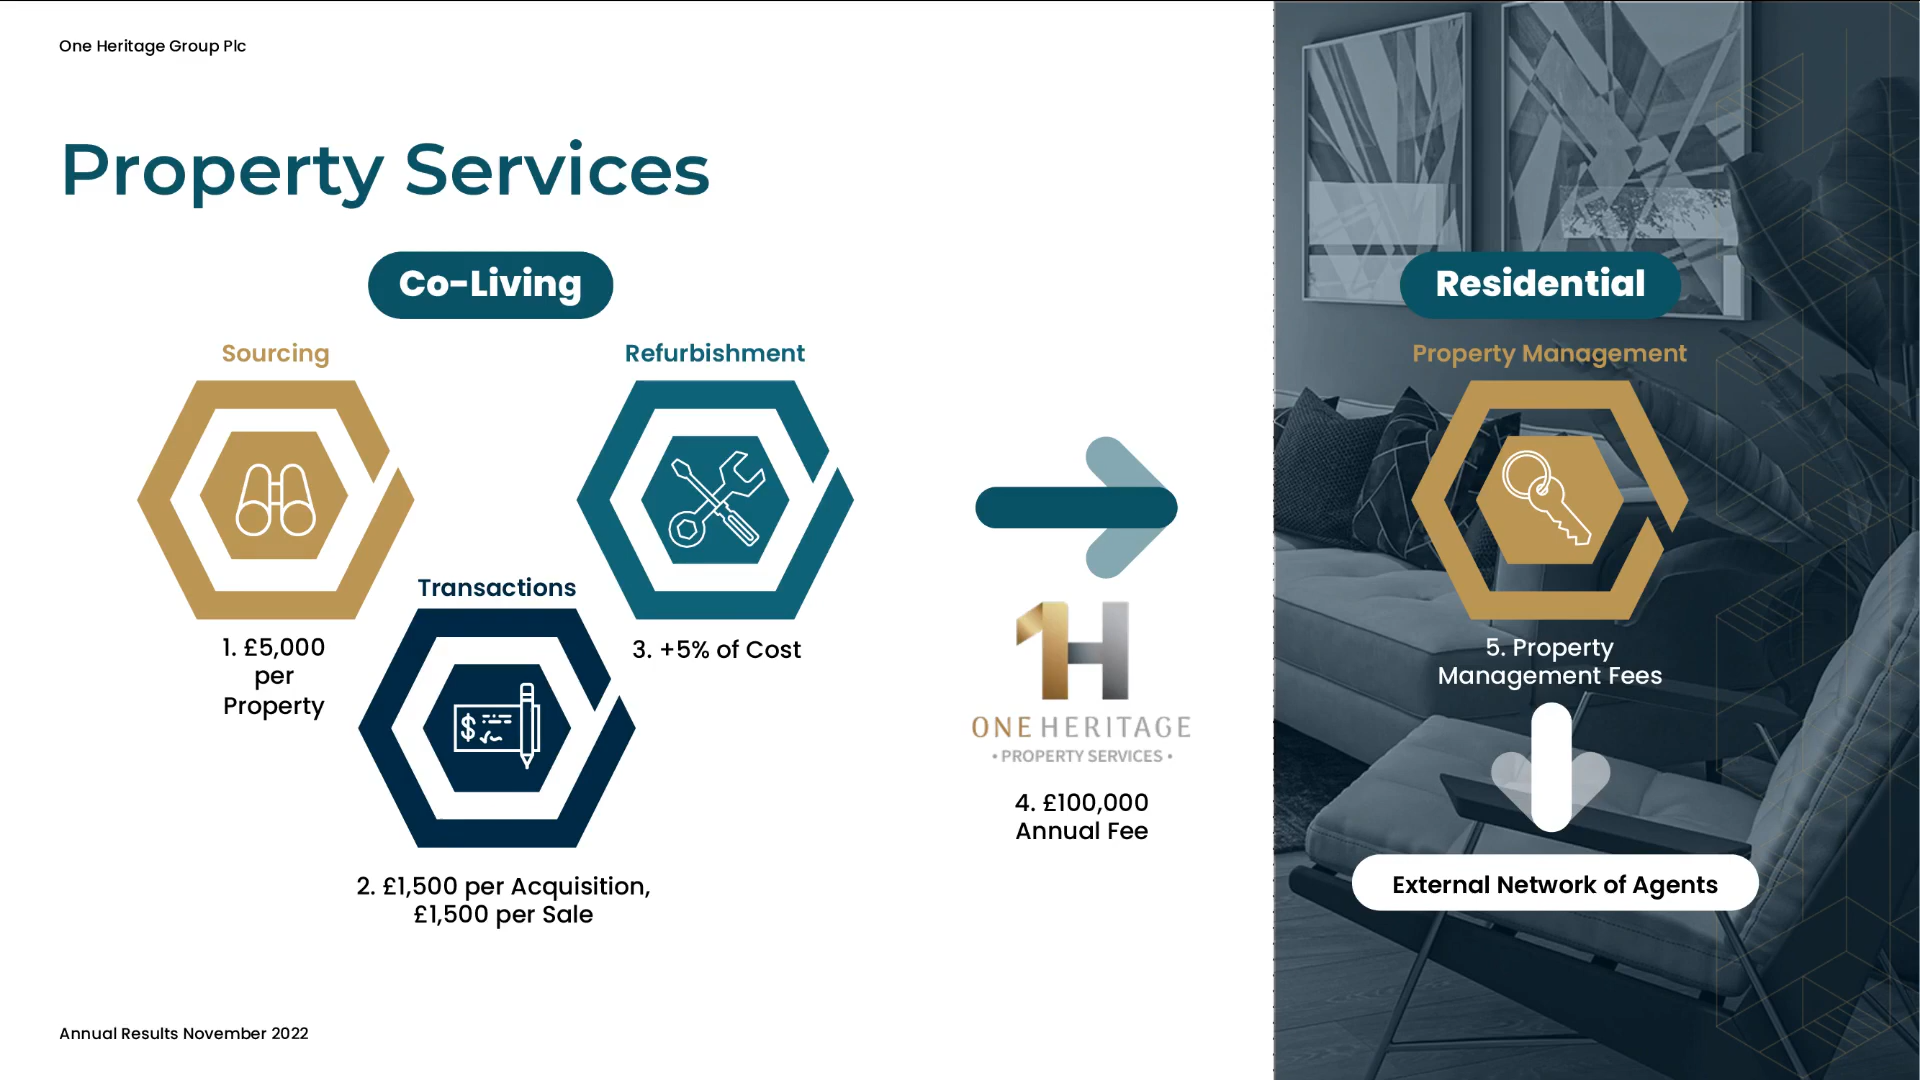 One Heritage Group Plc
Property Services
Co-Living
Sourcing
1. £5,000
per
Property
Transactions
$
2. £1,500 per Acquisition,
£1,500 per Sale
Refurbishment
3. +5% of Cost
1H
ONE HERITAGE
• PROPERTY SERVICES •
4. £100,000
Annual Fee
Residential
Property Management
5. Property
Management Fees
External Network of Agents
Annual Results November 2022